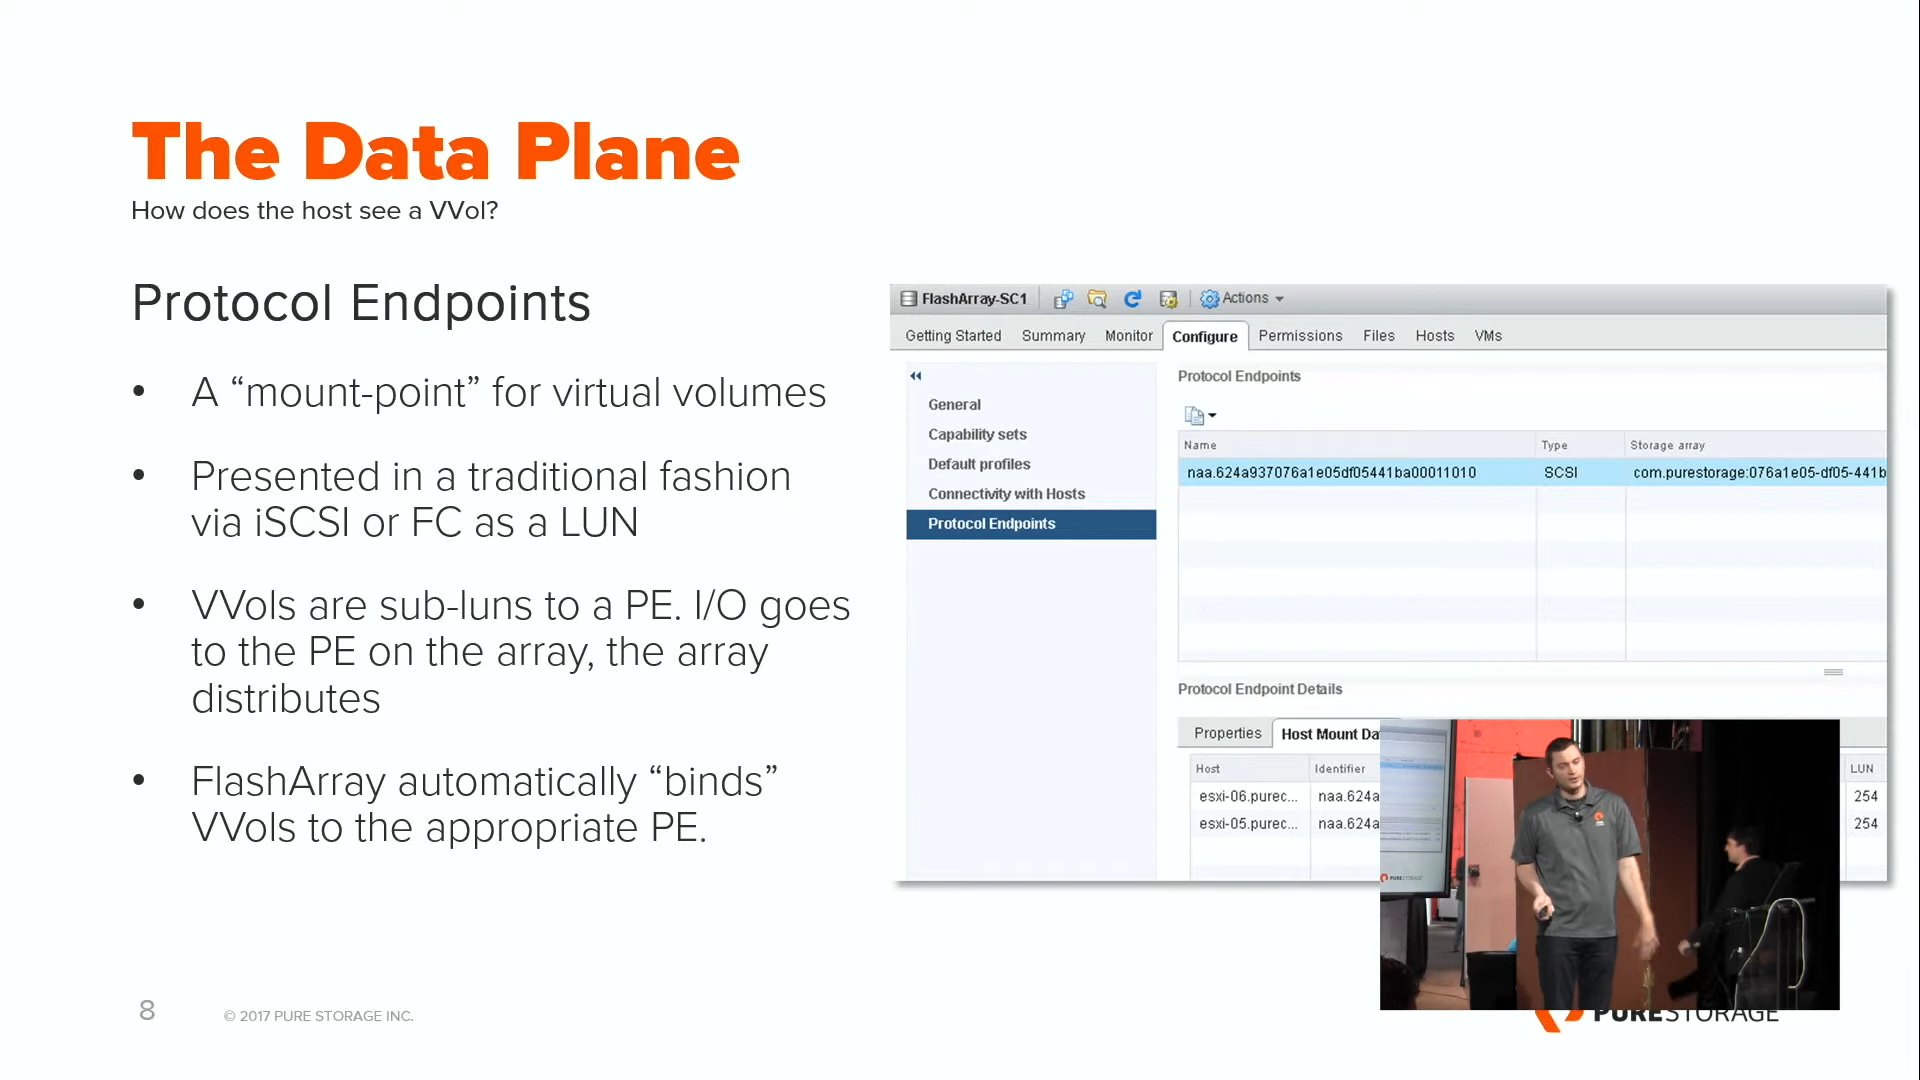 The Data Plane
How does the host see a VVol?
Protocol Endpoints
• A “mount-point” for virtual volumes
• Presented in a traditional fashion
via iSCSI or FC as a LUN
• VVols are sub-luns to a PE. I/O goes
to the PE on the array, the array
distributes
• FlashArray automatically “binds”
VVols to the appropriate PE.
FlashArray-SC1 Actions
Getting Started Summary Monitor Configure Permissions Files Hosts VMs
General
Capability sets
Default profiles
Connectivity with Hosts
Protocol Endpoints
Protocol Endpoints
Name Type Storage array
naa.624a937076a1e05df05441ba00011010 SCSI com.purestorage:076a1e05-df05-441b
Protocol Endpoint Details
Properties Host Mount Da
Host Identifier LUN
esxi-06.purec... naa.624a 254
esxi-05.purec... naa.624a 254
8
© 2017 PURE STORAGE INC.
PURESTORAGE